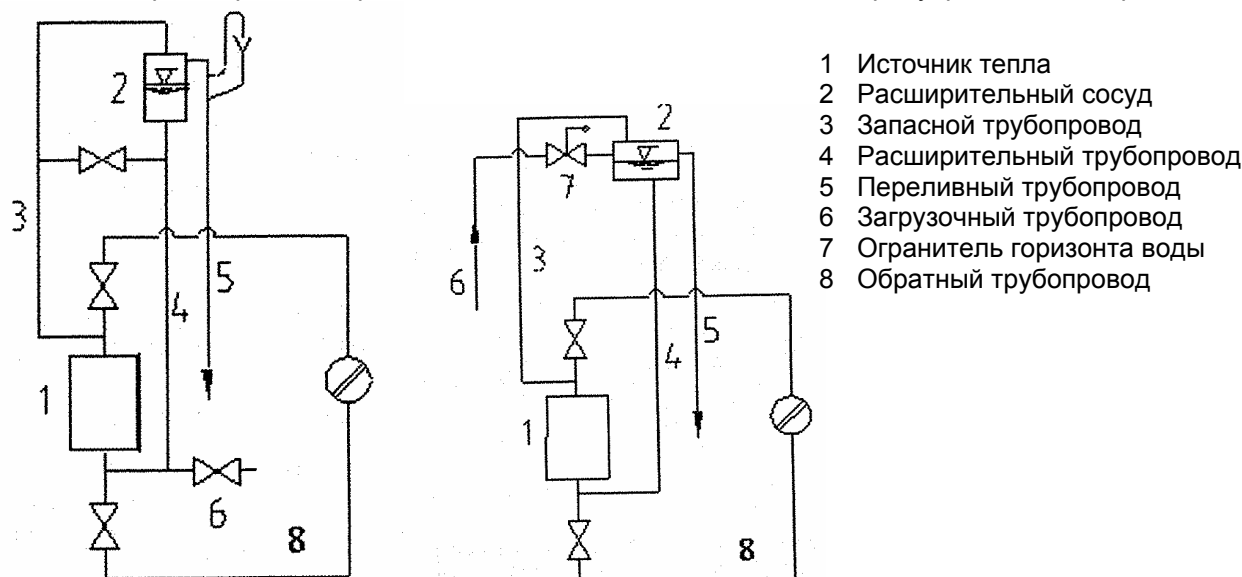 2
3
1
4
5
6
8
2
7
6
3
4
5
1
8
1 Источник тепла
2 Расширительный сосуд
3 Запасной трубопровод
4 Расширительный трубопровод
5 Переливный трубопровод
6 Загрузочный трубопровод
7 Огранитель горизонта воды
8 Обратный трубопровод